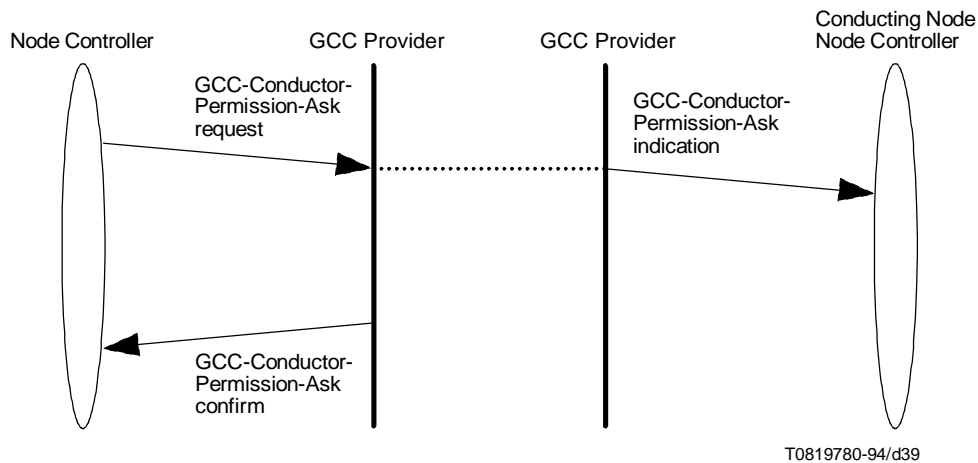 Node Controller
GCC Provider
GCC Provider
Conducting Node
Node Controller
GCC-Conductor-
Permission-Ask
request
GCC-Conductor-
Permission-Ask
indication
GCC-Conductor-
Permission-Ask
confirm
T0819780-94/d39